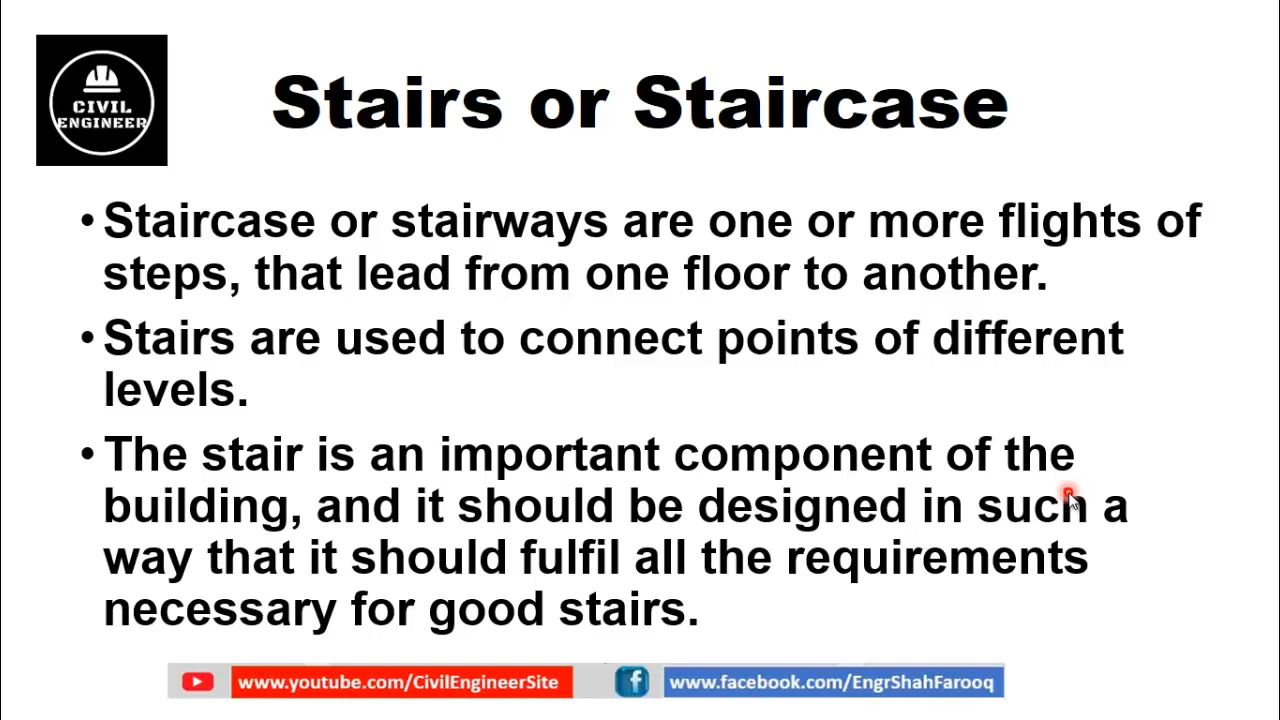 CIVIL
ENGINEER
Stairs or Staircase
•Staircase or stairways are one or more flights of
steps, that lead from one floor to another.
•Stairs are used to connect points of different
levels.
•The stair is an important component of the
building, and it should be designed in such a
way that it should fulfil all the requirements
necessary for good stairs.
www.youtube.com/CivilEngineerSite
www.facebook.com/EngrShahFarooq